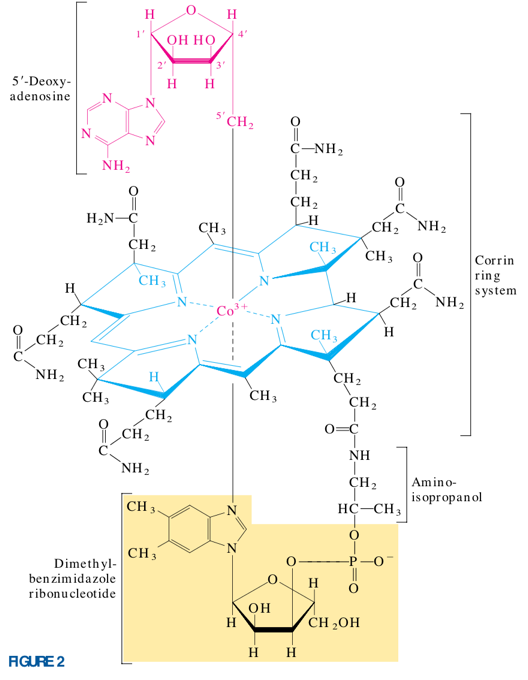 H
O
H
1′
OH HO
4′
2′
3′
H
H
5′-Deoxy-
adenosine
5′
CH2
N
N
N
N
NH2
O
C—NH2
CH2
CH2
H
O
C
NH2
CH2
CH3
CH3
O
H2N—C
CH2
CH3
CH3
N
N
Corrin
ring
system
O
C
NH2
CH2
H
H
H
CH2
CH2
O
C
NH2
Co3+
N
N
CH3
CH3
CH3
H
CH3
CH2
CH2
O
C
NH2
CH2
CH2
O=C
NH
CH2
HC—CH3
Amino-
isopropanol
O
P—O−
O
O
CH3
CH3
N
N
Dimethyl-
benzimidazole
ribonucleotide
O
H
OH
H
CH2OH
H
H
FIGURE 2